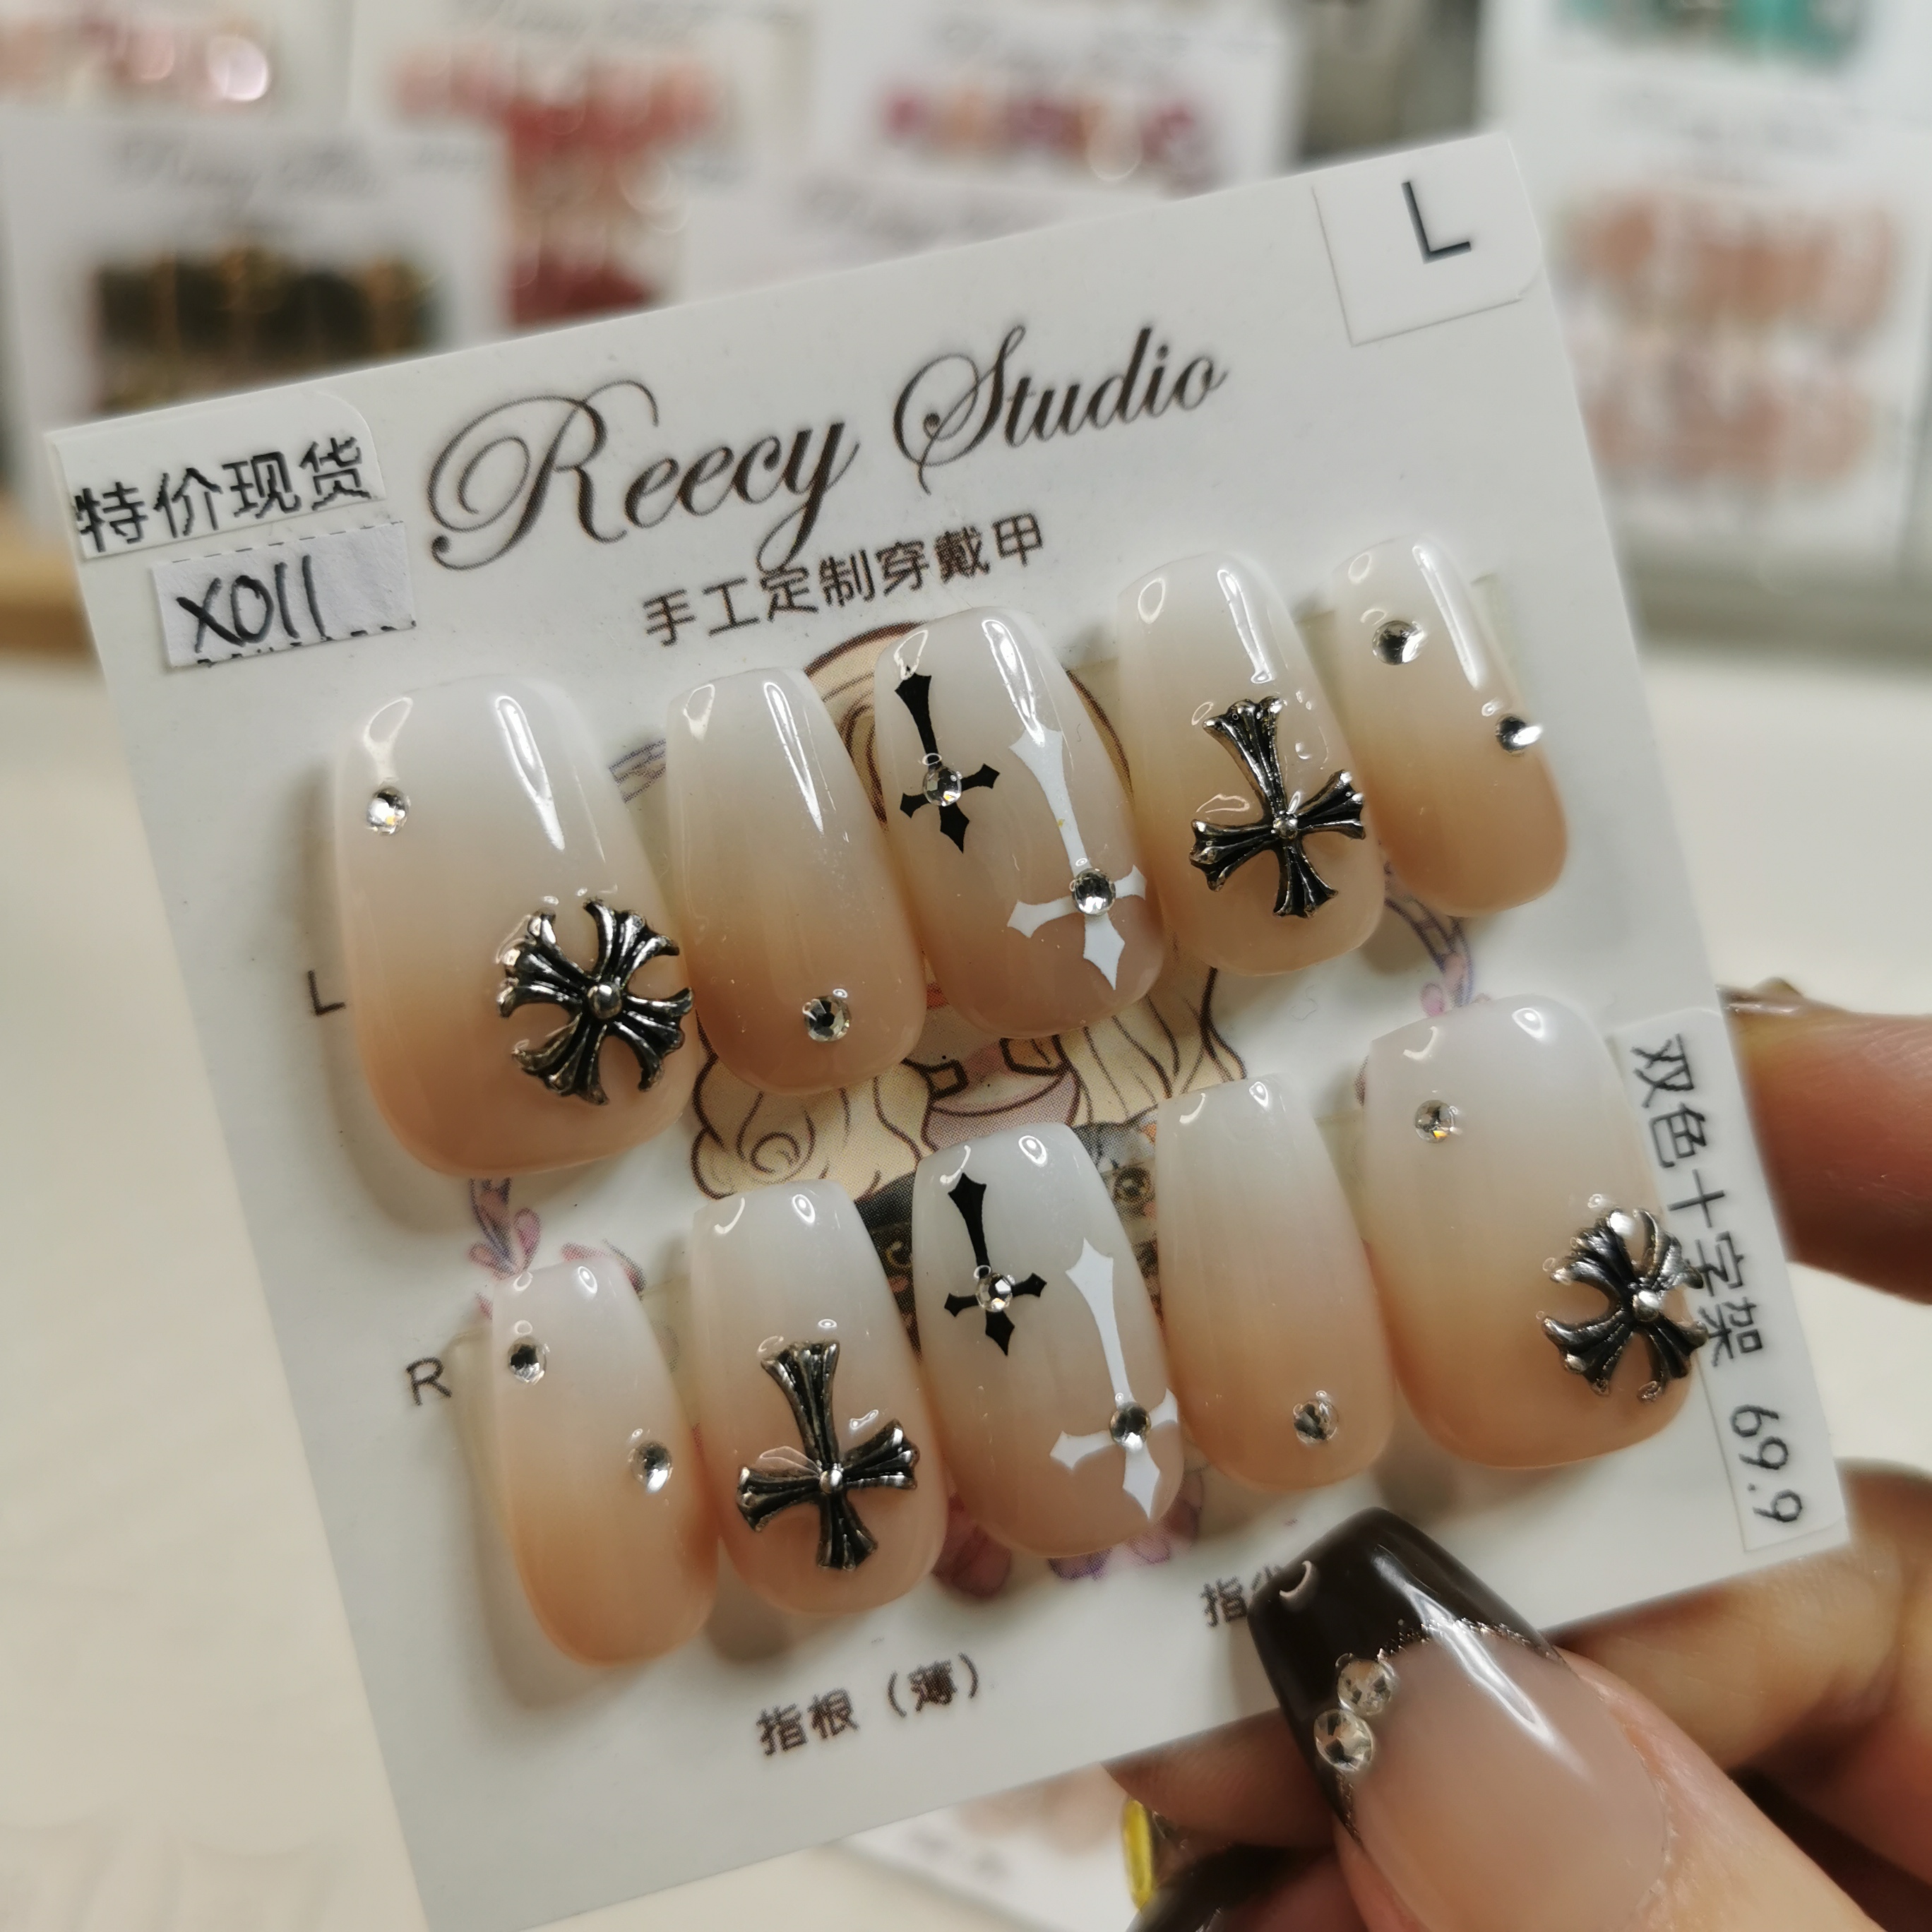 L
Reecy Studio
特价现货
X011
手工定制穿戴甲
L
R
双色十字架 69.9
指根（薄）
指